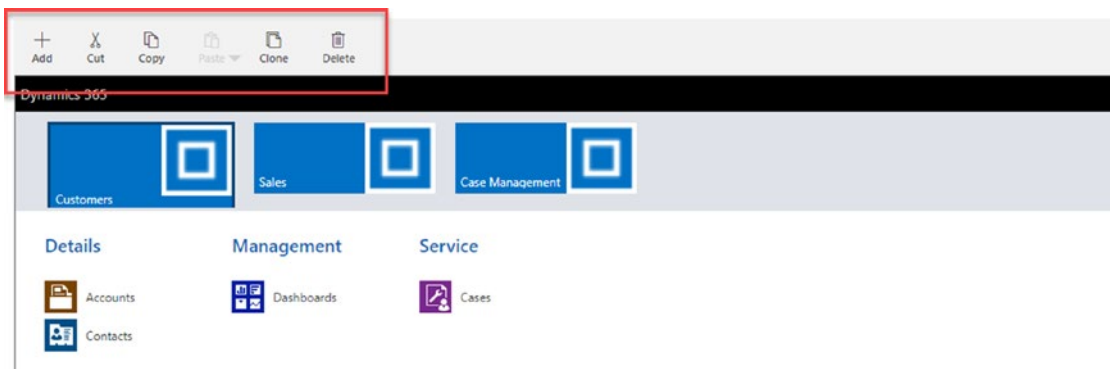 Add Cut Copy Paste Clone Delete
Dynamics 365
Customers Sales Case Management
Details Management Service
Accounts Dashboards Cases
Contacts